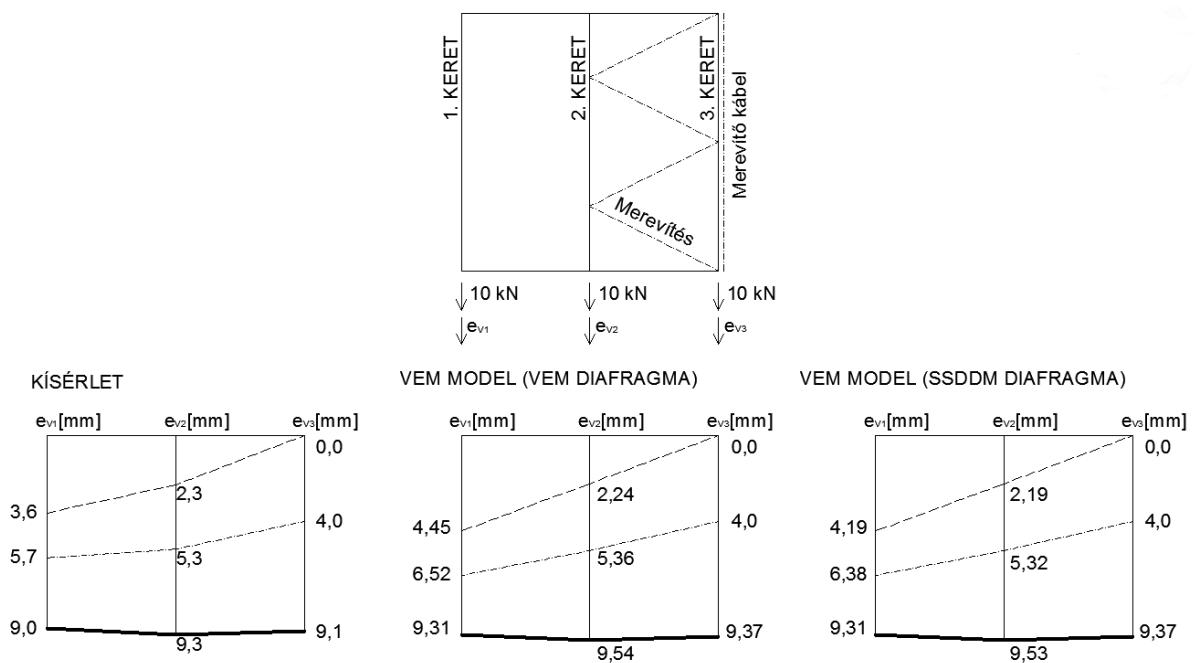 1. KERET
2. KERET
3. KERET
Merevítő kábel
Merevítés
10 kN 10 kN 10 kN
eV1 eV2 eV3
KÍSÉRLET
eV1[mm] eV2[mm] eV3[mm]
0,0
2,3
3,6
4,0
5,7
5,3
9,0
9,3
9,1
VEM MODEL (VEM DIAFRAGMA)
eV1[mm] eV2[mm] eV3[mm]
0,0
2,24
4,45
4,0
6,52
5,36
9,31
9,54
9,37
VEM MODEL (SSDDM DIAFRAGMA)
eV1[mm] eV2[mm] eV3[mm]
0,0
2,19
4,19
4,0
6,38
5,32
9,31
9,53
9,37